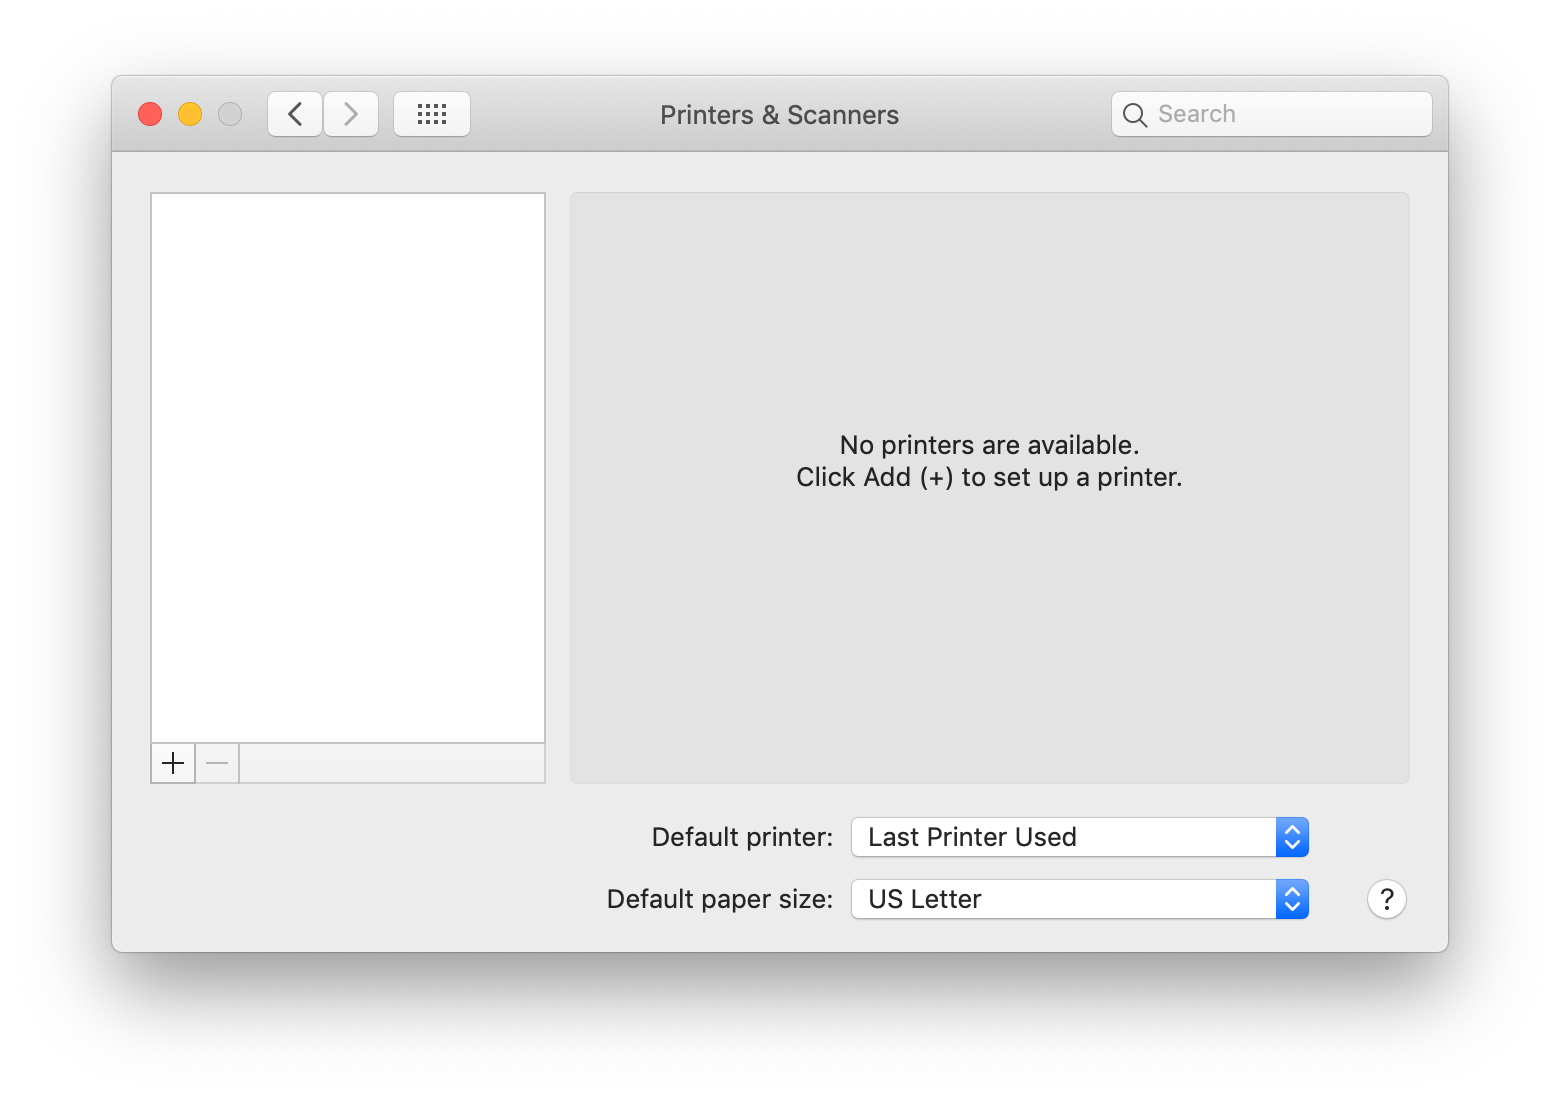 Printers & Scanners
Search
No printers are available.
Click Add (+) to set up a printer.
Default printer:
Last Printer Used
Default paper size:
US Letter
?